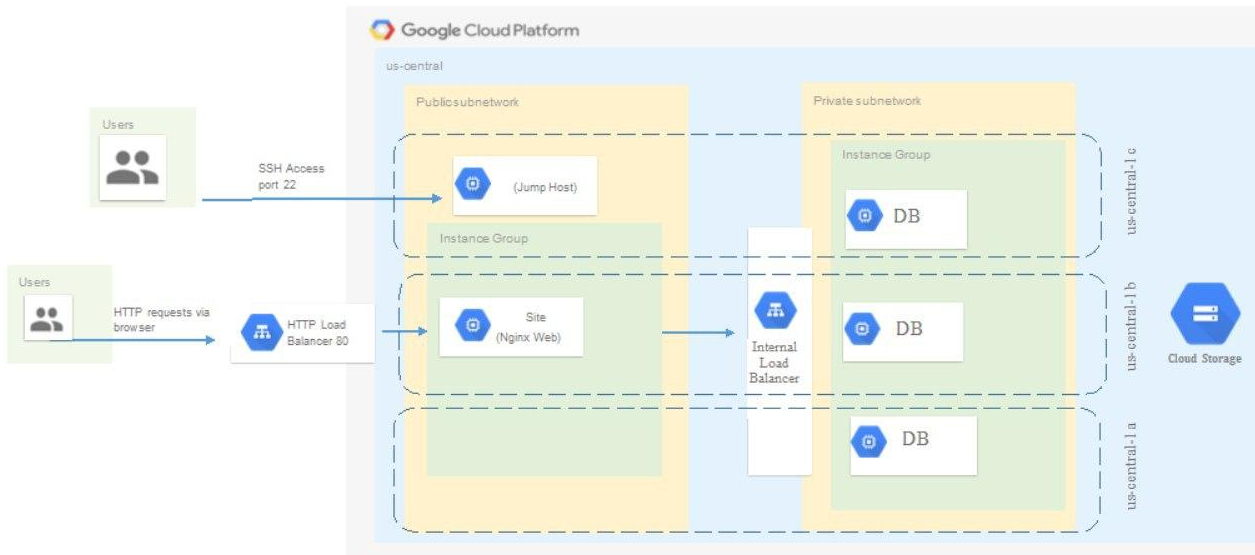 Google Cloud Platform
us-central
Public subnetwork
Private subnetwork
Users
SSH Access
port 22
(Jump Host)
Instance Group
DB
us-central-1 c
Instance Group
Users
HTTP requests via
browser
HTTP Load
Balancer 80
Site
(Nginx Web)
Internal
Load
Balancer
DB
us-central-1 b
Cloud Storage
DB
us-central-1 a